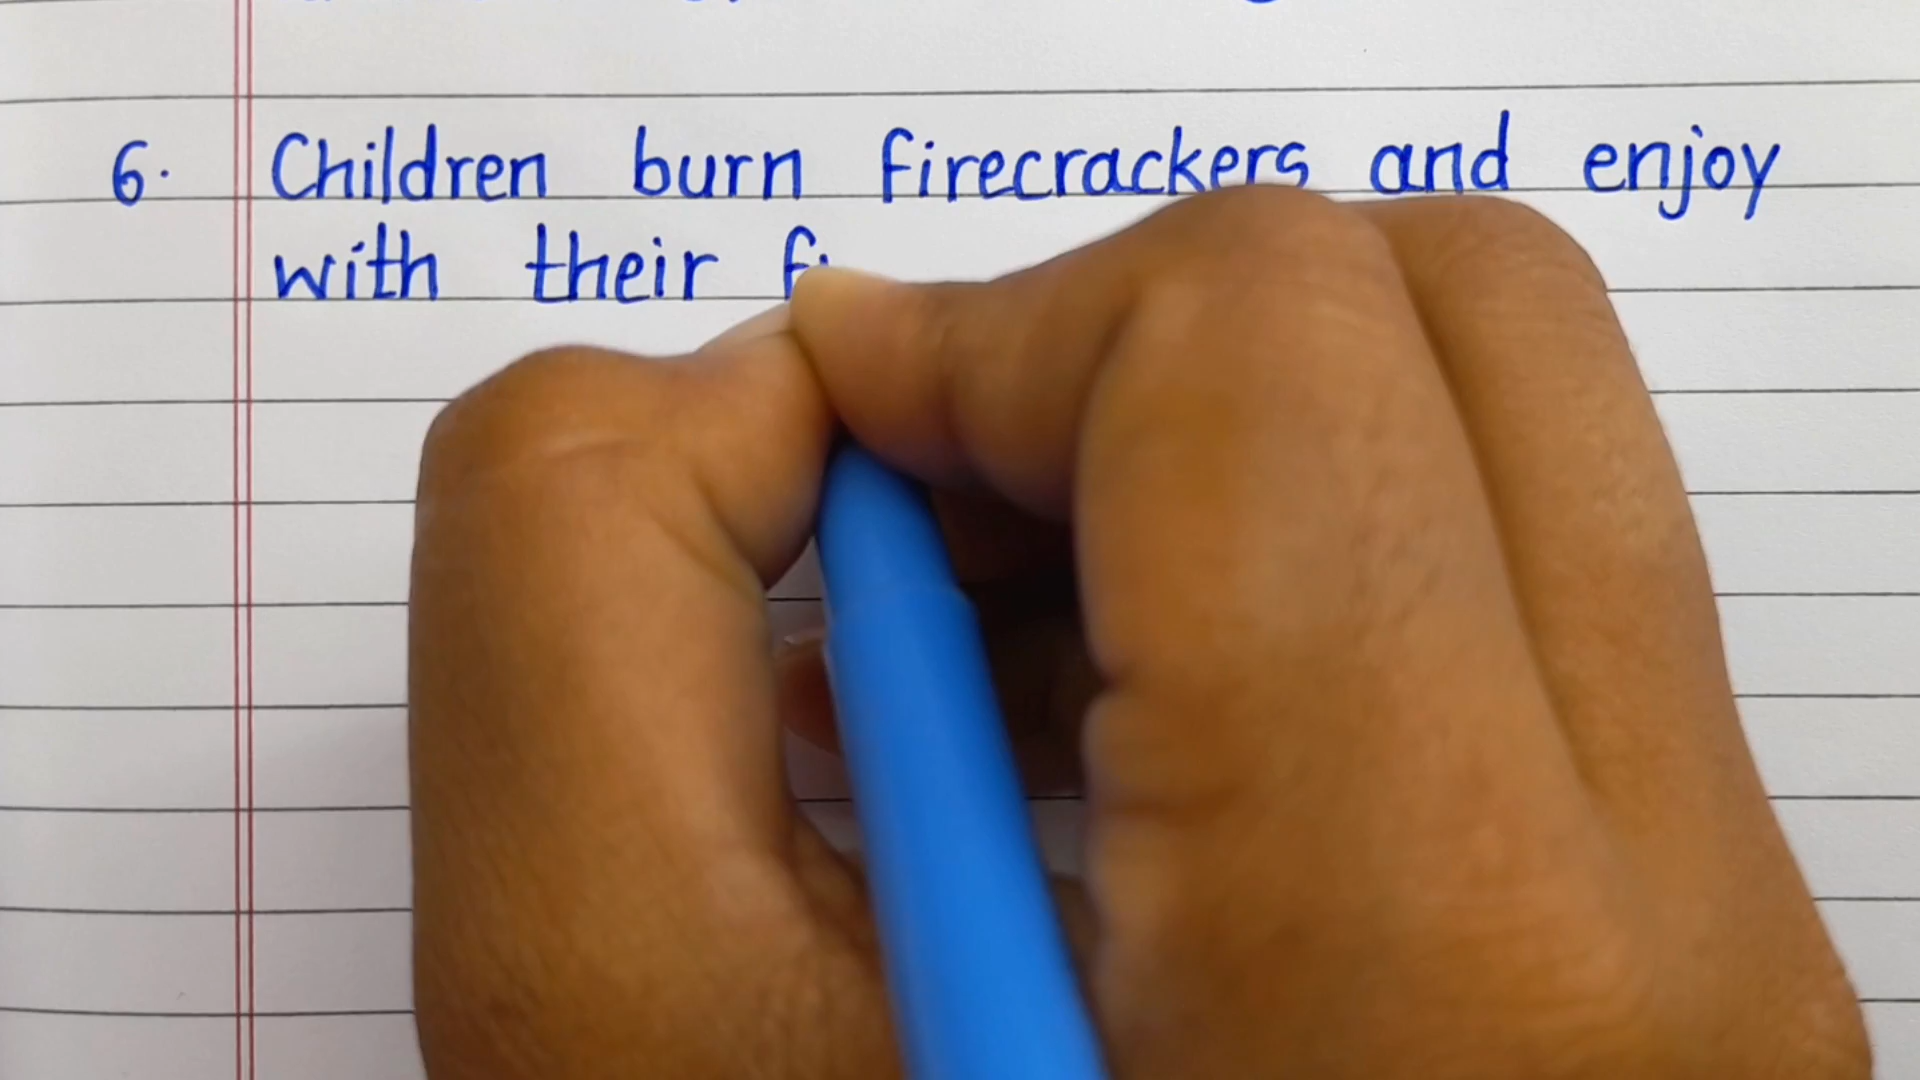 6. Children burn firecrackers and enjoy
with their